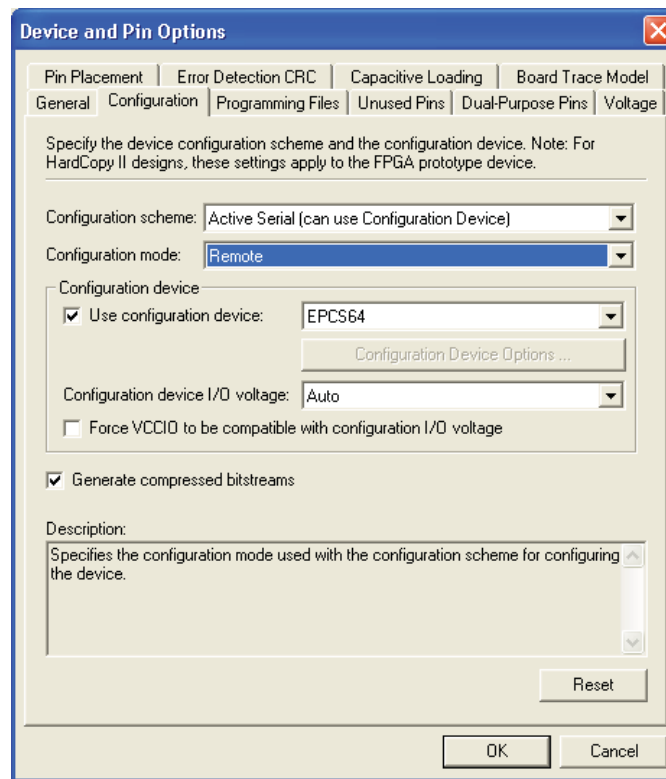 Device and Pin Options
Pin Placement Error Detection CRC Capacitive Loading Board Trace Model
General Configuration Programming Files Unused Pins Dual-Purpose Pins Voltage
Specify the device configuration scheme and the configuration device. Note: For
HardCopy II designs, these settings apply to the FPGA prototype device.
Configuration scheme: Active Serial (can use Configuration Device)
Configuration mode: Remote
Configuration device
Use configuration device: EPCS64
Configuration Device Options ...
Configuration device I/O voltage: Auto
Force VCCIO to be compatible with configuration I/O voltage
Generate compressed bitstreams
Description:
Specifies the configuration mode used with the configuration scheme for configuring
the device.
Reset
OK Cancel